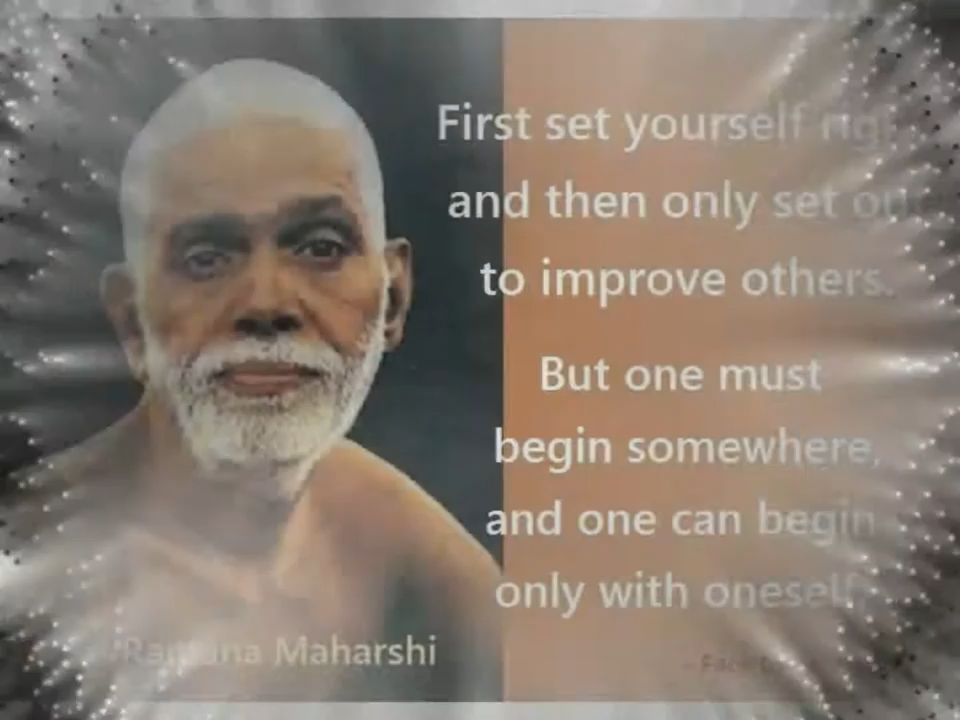 First set yourself right
and then only set out
to improve others.
But one must
begin somewhere,
and one can begin
only with oneself.
Ramana Maharshi